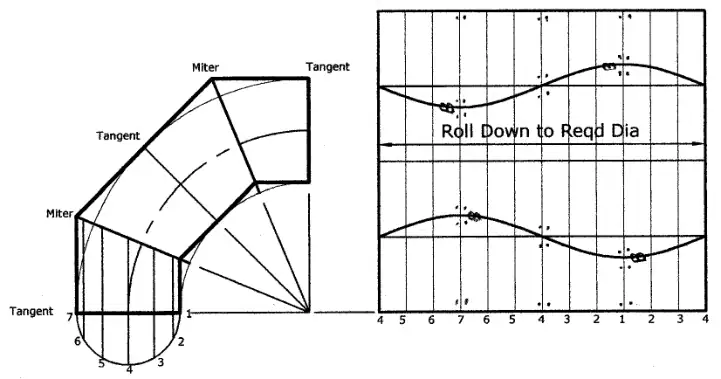 Miter
Tangent
Tangent
Miter
Tangent
7
1
6
2
5
3
4
Roll Down to Reqd Dia
4 5 6 7 6 5 4 3 2 1 2 3 4